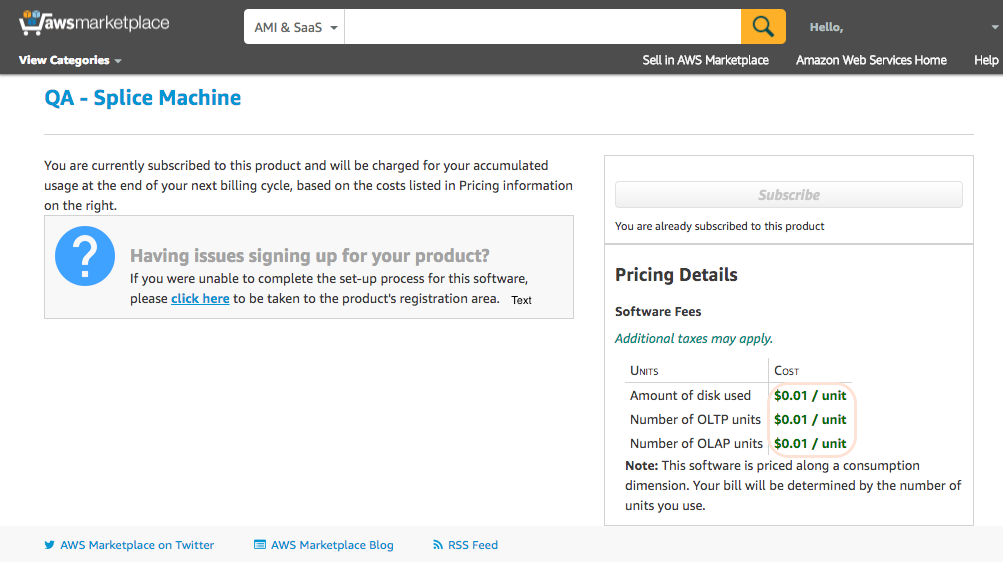 awsmarketplace
AMI & SaaS
Hello,
View Categories
Sell in AWS Marketplace
Amazon Web Services Home
Help
QA - Splice Machine
You are currently subscribed to this product and will be charged for your accumulated
usage at the end of your next billing cycle, based on the costs listed in Pricing information
on the right.
?
Having issues signing up for your product?
If you were unable to complete the set-up process for this software,
please click here to be taken to the product's registration area. Text
Subscribe
You are already subscribed to this product
Pricing Details
Software Fees
Additional taxes may apply.
Units Cost
Amount of disk used $0.01 / unit
Number of OLTP units $0.01 / unit
Number of OLAP units $0.01 / unit
Note: This software is priced along a consumption
dimension. Your bill will be determined by the number of
units you use.
AWS Marketplace on Twitter
AWS Marketplace Blog
RSS Feed